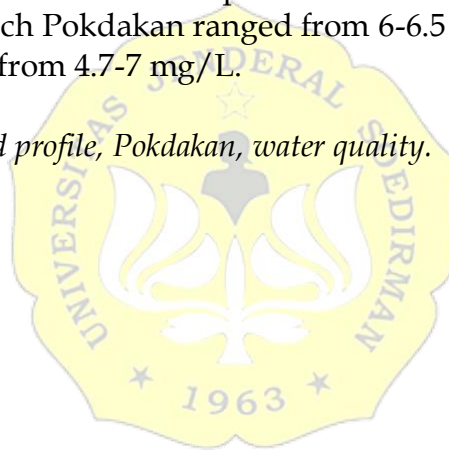 ch Pokdakan ranged from 6-6.5
from 4.7-7 mg/L.
d profile, Pokdakan, water quality.
UNIVERSITAS JENDERAL SOEDIRMAN
1963